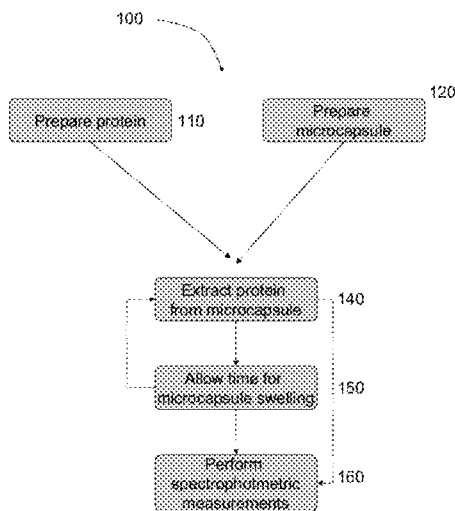 100
Prepare protein
110
120
Prepare
microcapsule
Extract protein
from microcapsule
140
Allow time for
microcapsule swelling
150
Perform
spectrophotmetric
measurements
160